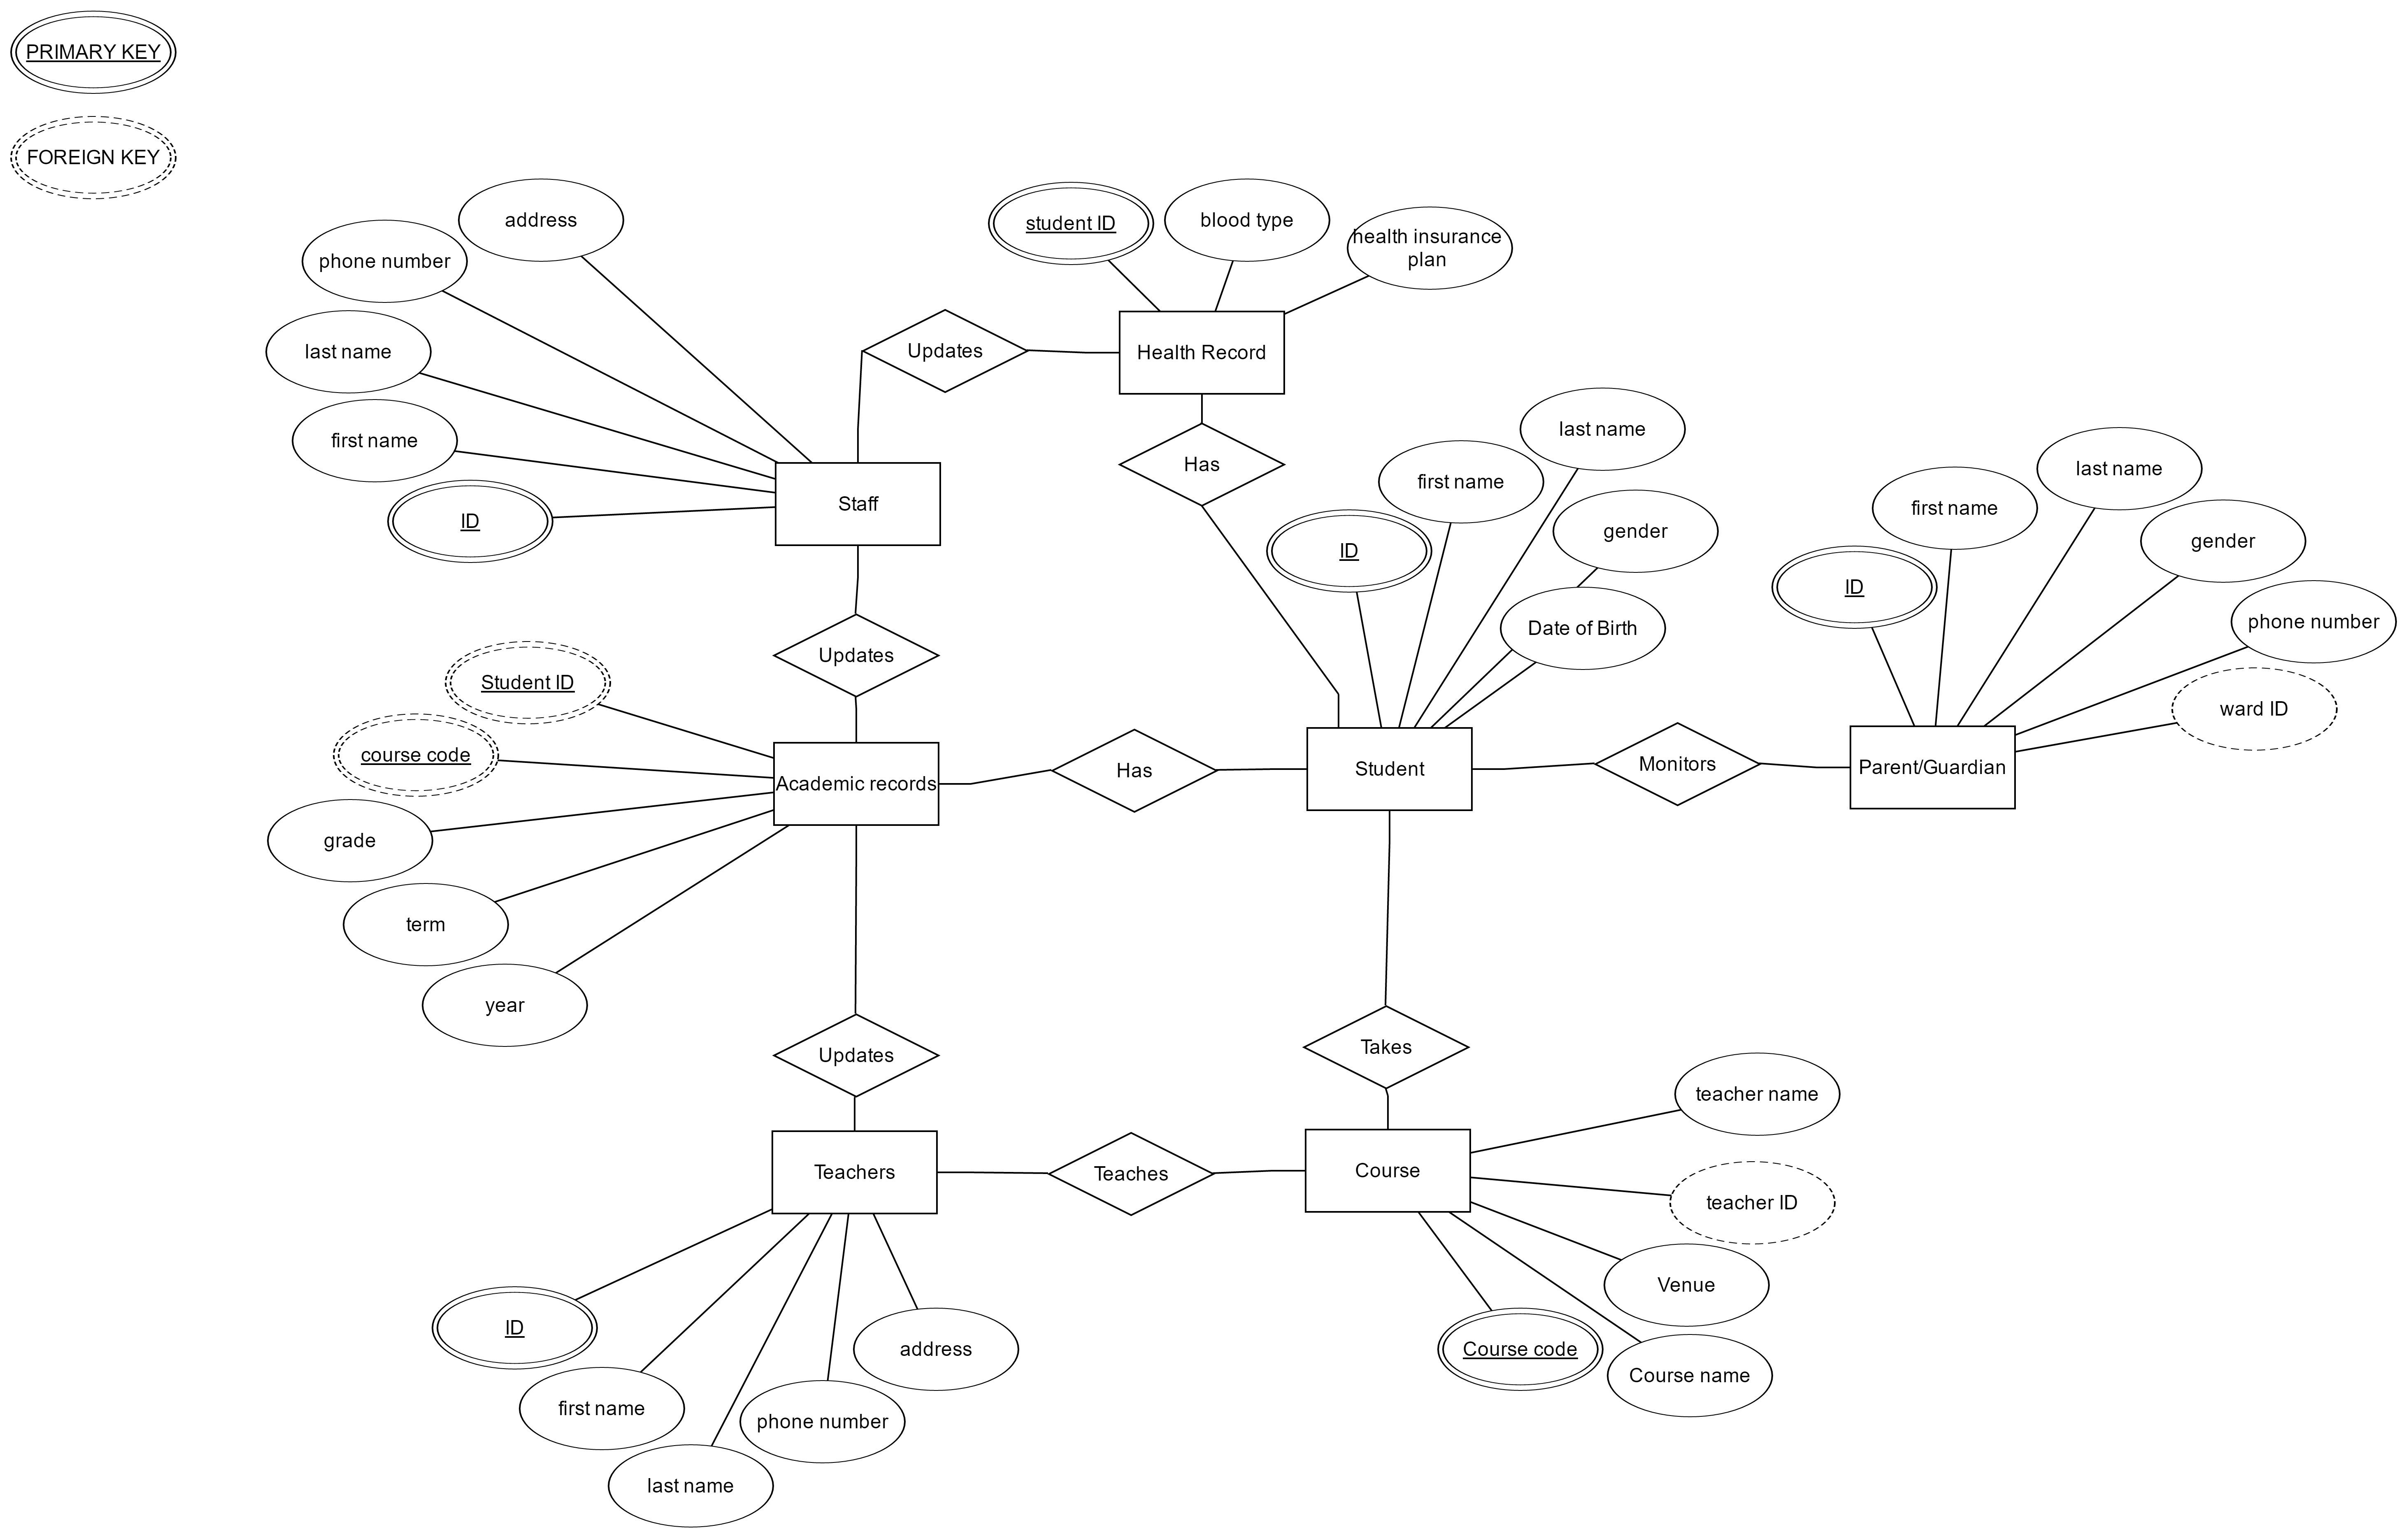 PRIMARY KEY
FOREIGN KEY
address
phone number
last name
first name
ID
Staff
Updates
student ID
blood type
health insurance
plan
Health Record
Has
Updates
Student ID
course code
grade
term
year
Academic records
Has
ID
first name
last name
gender
Date of Birth
Student
Monitors
ID
first name
last name
gender
phone number
ward ID
Parent/Guardian
Updates
Takes
Teachers
Teaches
Course
teacher name
teacher ID
Venue
Course name
Course code
ID
first name
last name
phone number
address